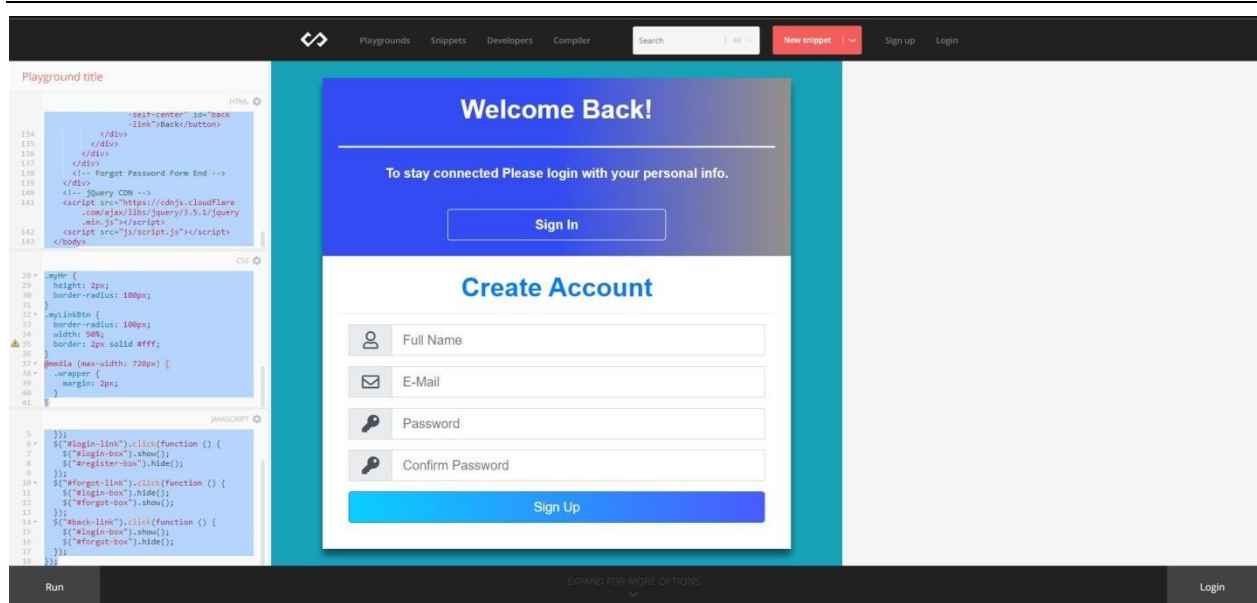 Playgrounds Snippets Developers Compiler Search All New snippet Sign up Login
Playground title
HTML
-self-center" id="back
-link">Back</button>
134 </div>
135 </div>
136 </div>
137 </div>
138 <!-- Forgot Password Form End -->
139 </div>
140 <!-- jQuery CDN -->
141 <script src="https://cdnjs.cloudflare
.com/ajax/libs/jquery/3.5.1/jquery
.min.js"></script>
142 <script src="js/script.js"></script>
143 </body>
CSS
28 .myHr {
29 height: 2px;
30 border-radius: 100px;
31 }
32 .myLinkBtn {
33 border-radius: 100px;
34 width: 50%;
35 border: 2px solid #fff;
36 }
37 @media (max-width: 720px) {
38 .wrapper {
39 margin: 2px;
40 }
41 }
JAVASCRIPT
5 });
6 $("#login-link").click(function () {
7 $("#login-box").show();
8 $("#register-box").hide();
9 });
10 $("#forgot-link").click(function () {
11 $("#login-box").hide();
12 $("#forgot-box").show();
13 });
14 $("#back-link").click(function () {
15 $("#login-box").show();
16 $("#forgot-box").hide();
17 });
18 });
Welcome Back!
To stay connected Please login with your personal info.
Sign In
Create Account
Full Name
E-Mail
Password
Confirm Password
Sign Up
Run
EXPAND FOR MORE OPTIONS
Login